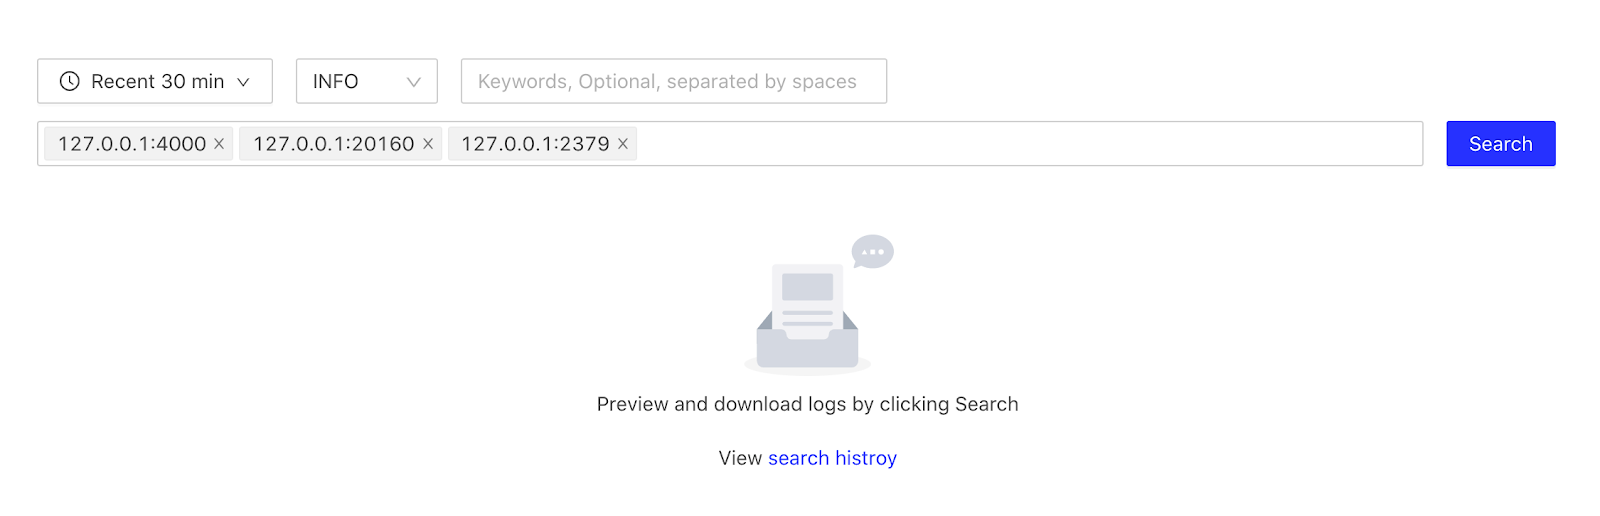 Recent 30 min INFO Keywords, Optional, separated by spaces
127.0.0.1:4000 127.0.0.1:20160 127.0.0.1:2379 Search
Preview and download logs by clicking Search
View search histroy